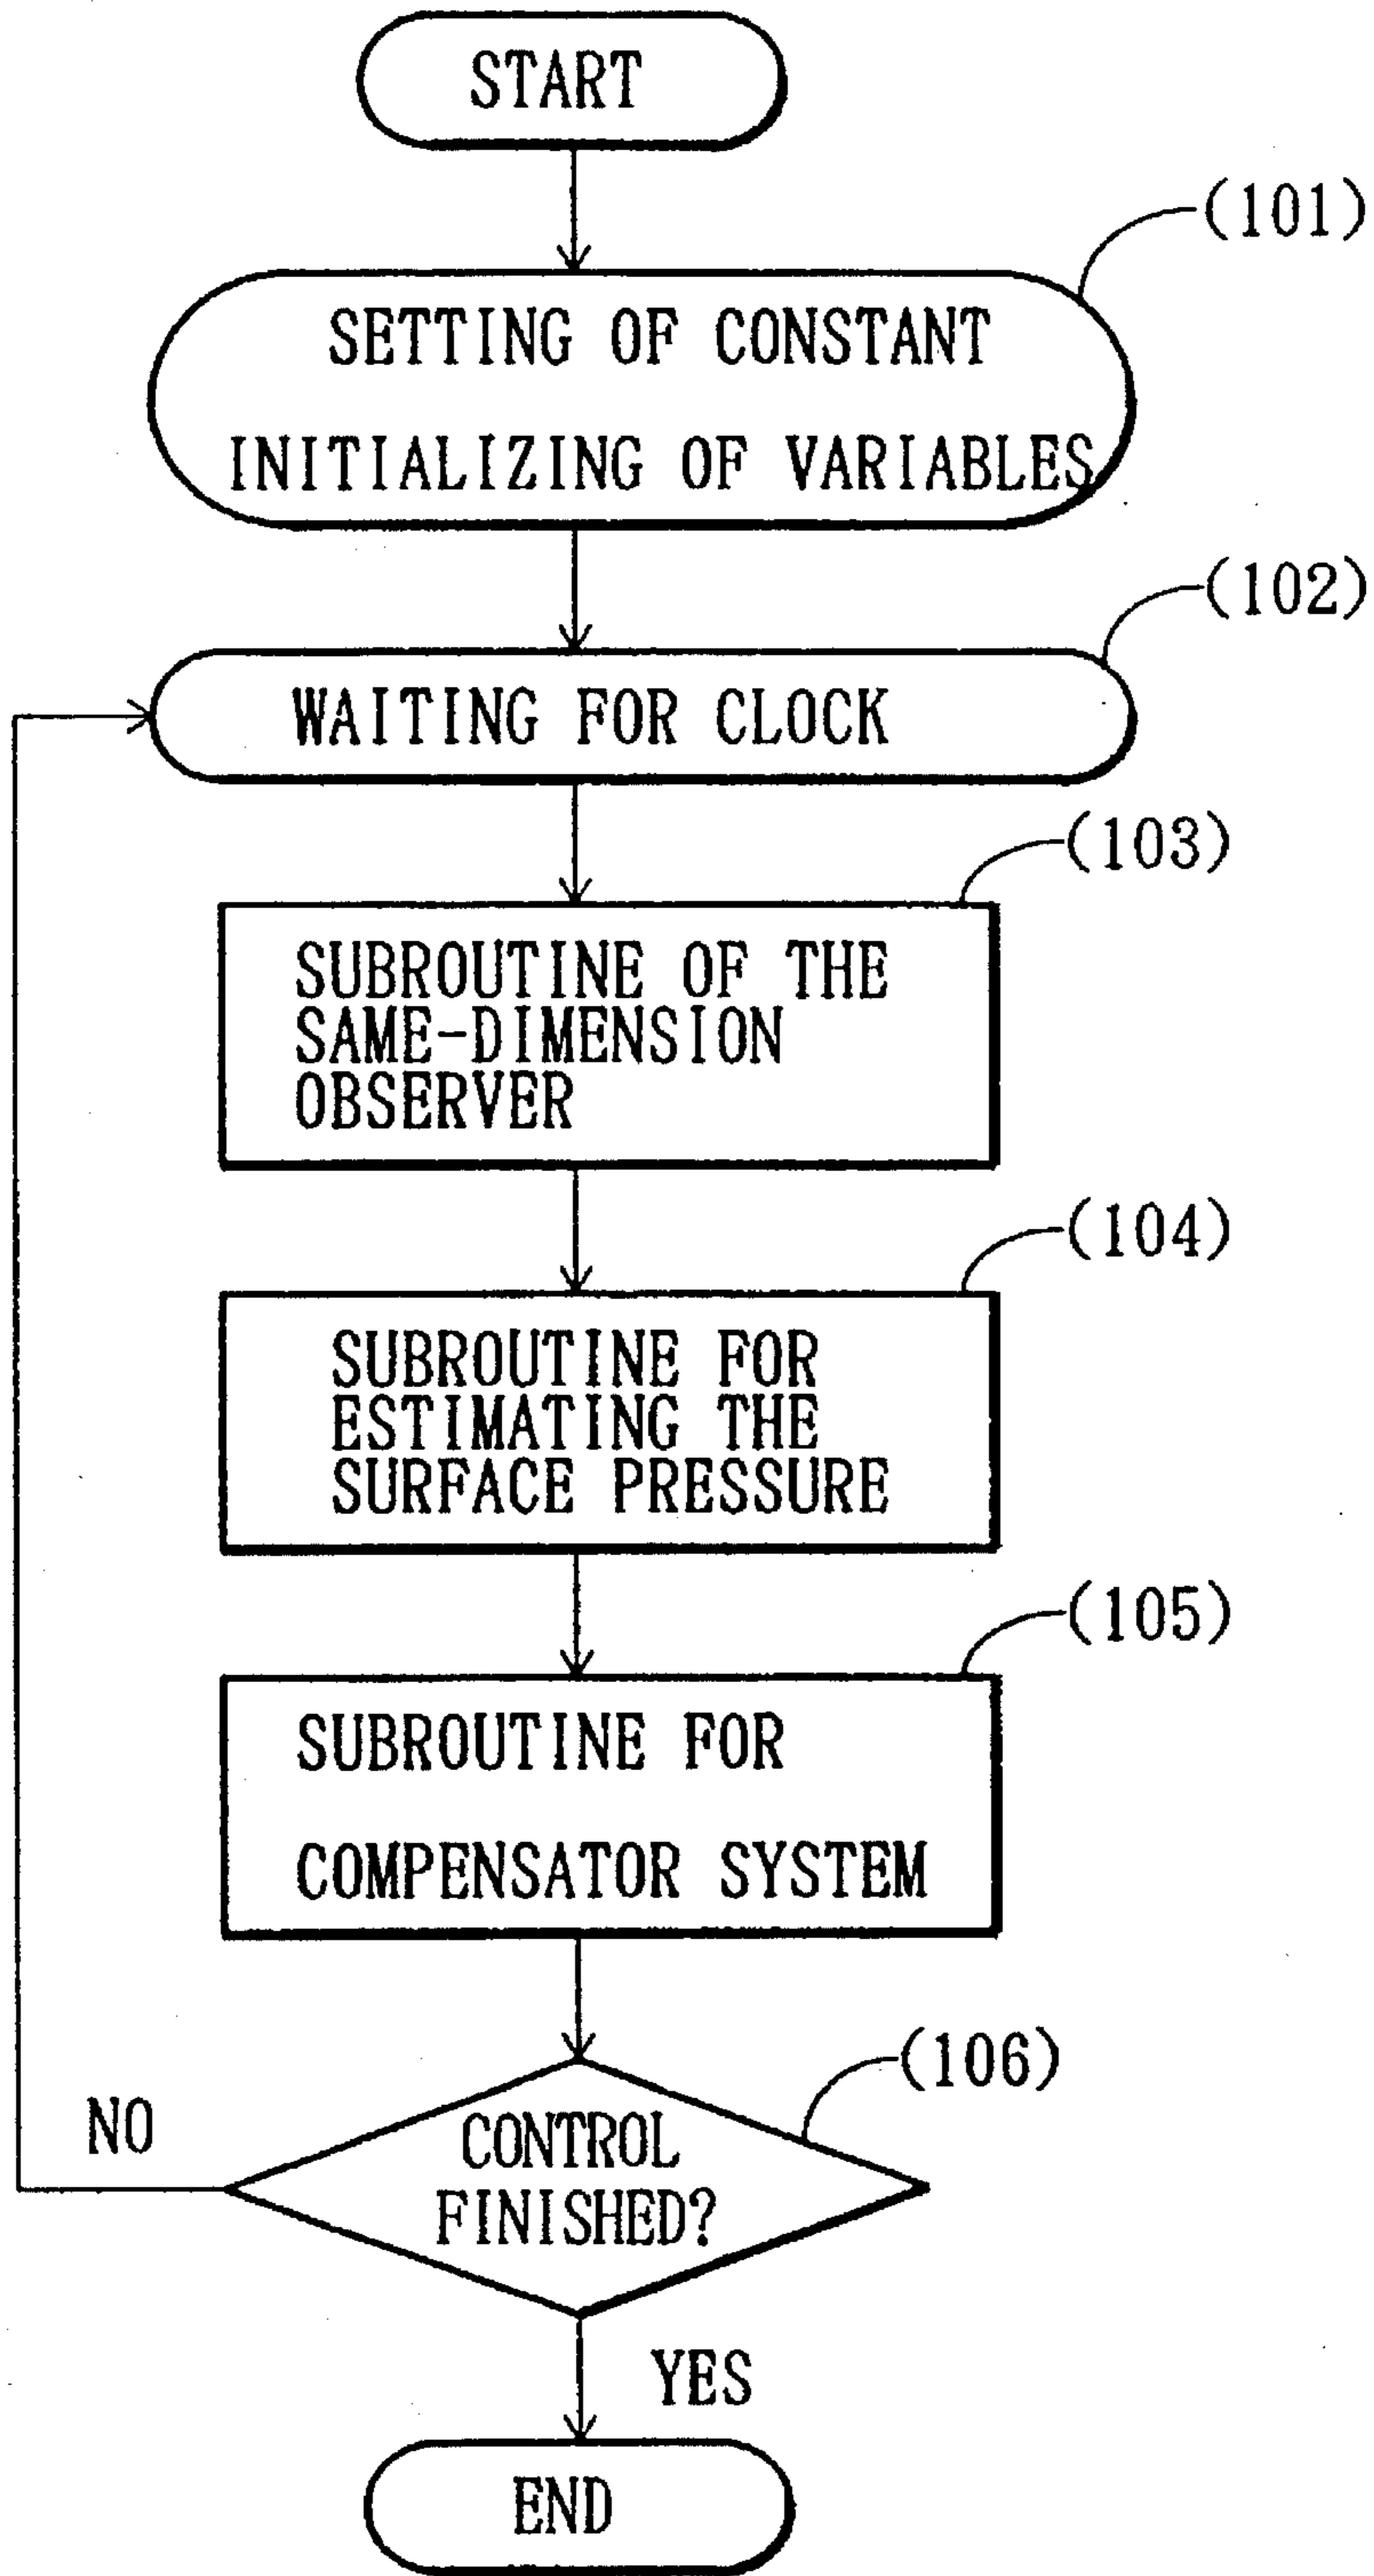 START
(101)
SETTING OF CONSTANT
INITIALIZING OF VARIABLES
(102)
WAITING FOR CLOCK
(103)
SUBROUTINE OF THE
SAME-DIMENSION
OBSERVER
(104)
SUBROUTINE FOR
ESTIMATING THE
SURFACE PRESSURE
(105)
SUBROUTINE FOR
COMPENSATOR SYSTEM
(106)
NO
CONTROL
FINISHED?
YES
END